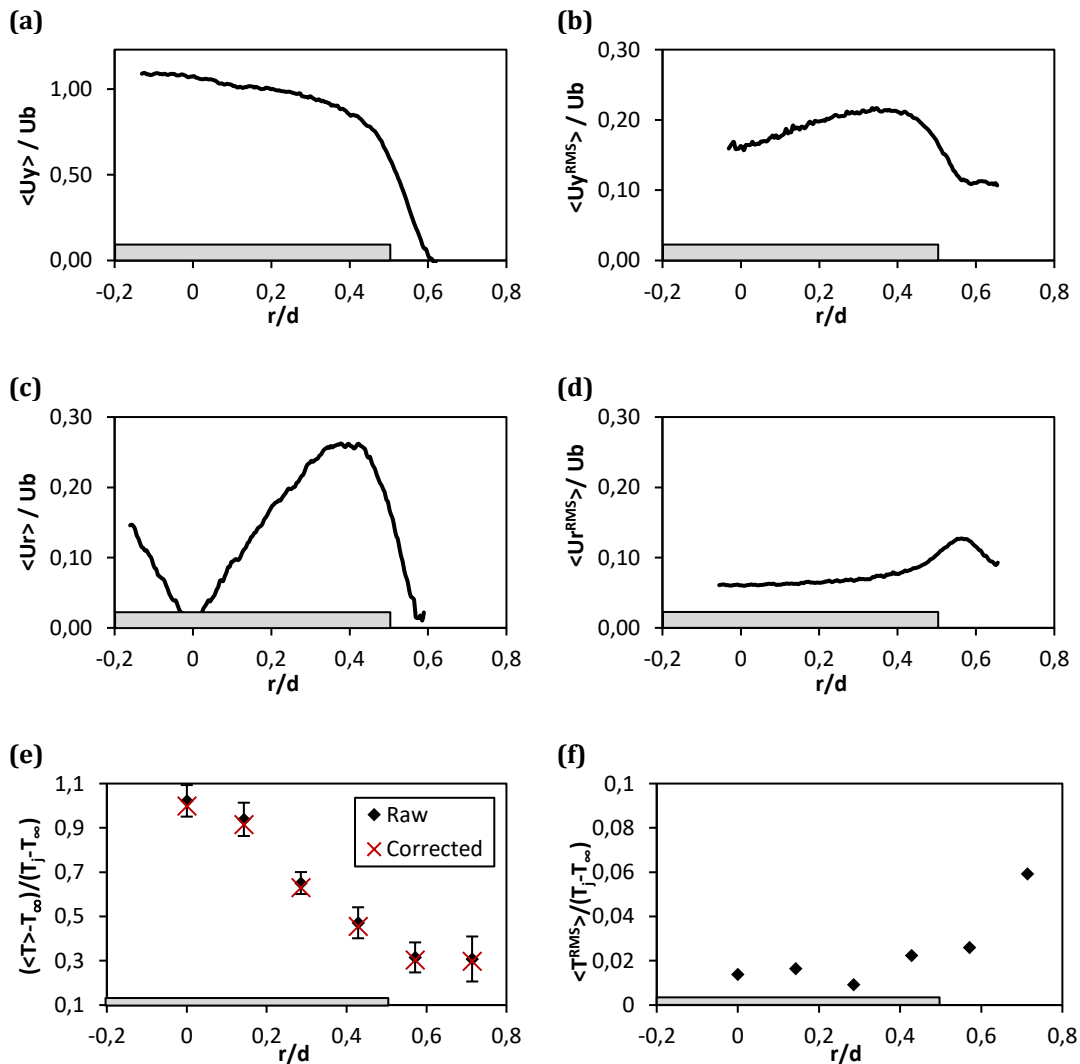 (a)
<Uy> / Ub
1,00
0,50
0,00
-0,2 0 0,2 0,4 0,6 0,8
r/d
(b)
<Uy^RMS> / Ub
0,30
0,20
0,10
0,00
-0,2 0 0,2 0,4 0,6 0,8
r/d
(c)
<Ur> / Ub
0,30
0,20
0,10
0,00
-0,2 0 0,2 0,4 0,6 0,8
r/d
(d)
<Ur^RMS>/ Ub
0,30
0,20
0,10
0,00
-0,2 0 0,2 0,4 0,6 0,8
r/d
(e)
(<T>-T∞)/(Tj-T∞)
1,1
0,9
0,7
0,5
0,3
0,1
Raw
Corrected
-0,2 0 0,2 0,4 0,6 0,8
r/d
(f)
<T^RMS>/(Tj-T∞)
0,1
0,08
0,06
0,04
0,02
0
-0,2 0 0,2 0,4 0,6 0,8
r/d